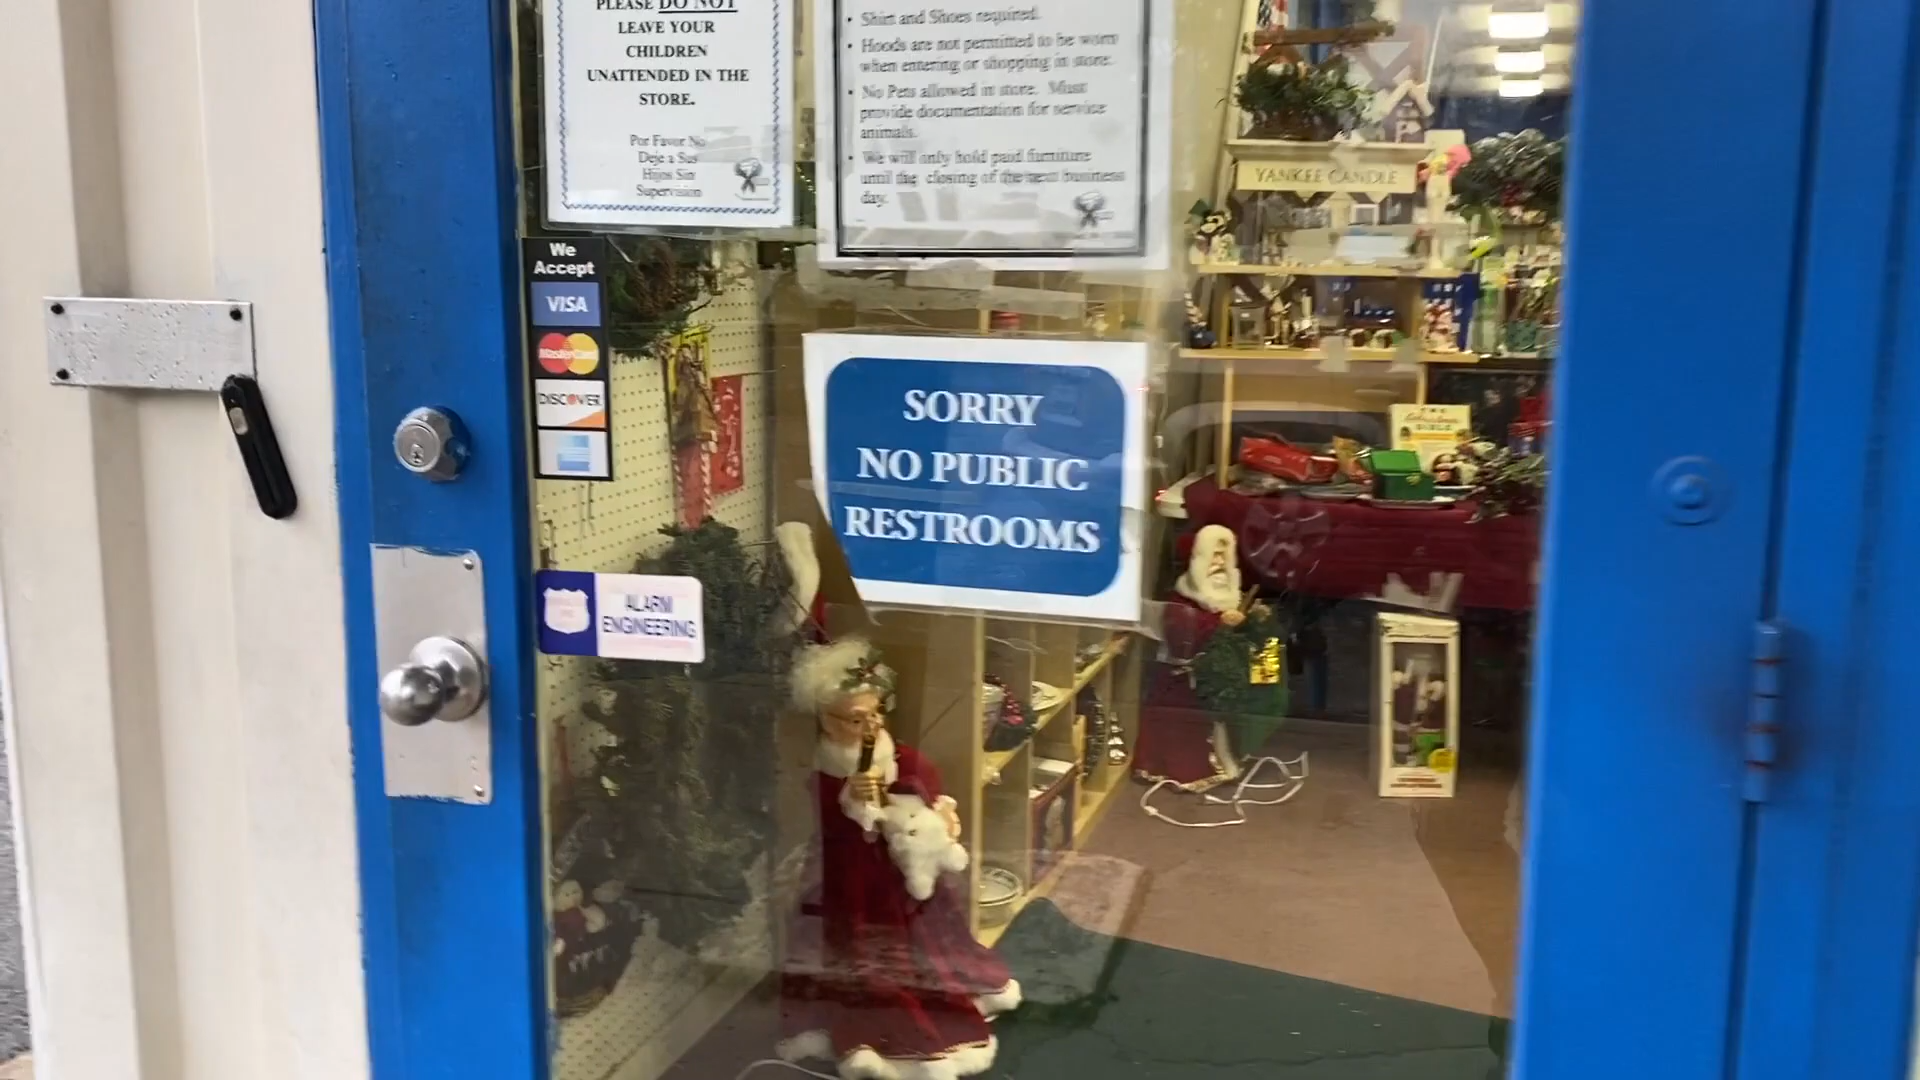 PLEASE DO NOT
LEAVE YOUR
CHILDREN
UNATTENDED IN THE
STORE.
Por Favor No
Deje a Sus
Hijos Sin
Supervision
• Shirt and Shoes required.
• Hoods are not permitted to be worn
when entering or shopping in store.
• No Pets allowed in store. Must
provide documentation for service
animals.
• We will only hold paid furniture
until the closing of the next business
day.
YANKEE CANDLE
We
Accept
VISA
MasterCard
DISCOVER
SORRY
NO PUBLIC
RESTROOMS
ALARM
ENGINEERING